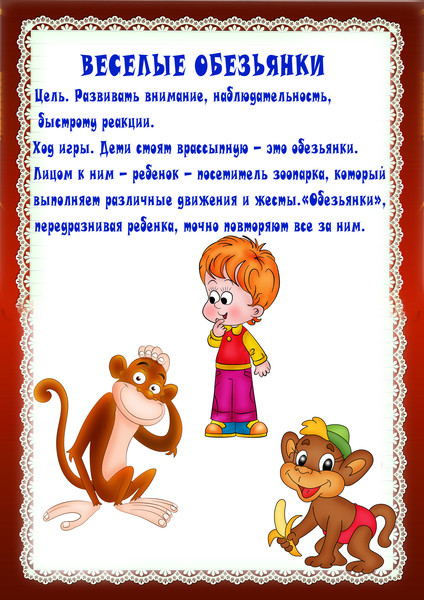 ВЕСЕЛЫЕ ОБЕЗЬЯНКИ
Цель. Развивать внимание, наблюдательность,
быстроту реакции.
Ход игры. Дети стоят врассыпную – это обезьянки.
Лицом к ним – ребенок – посетитель зоопарка, который
выполняет различные движения и жесты.«Обезьянки»,
передразнивая ребенка, точно повторяют все за ним.